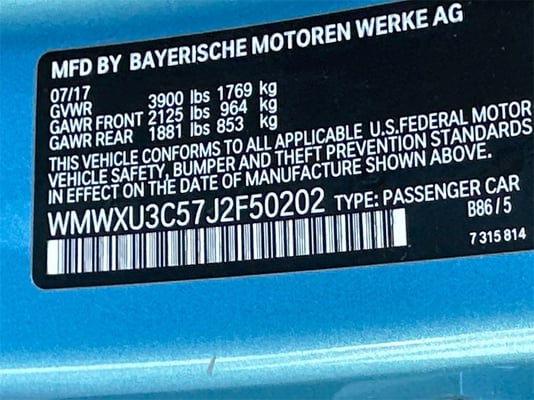 MFD BY BAYERISCHE MOTOREN WERKE AG
07/17
GVWR 3900 lbs 1769 kg
GAWR FRONT 2125 lbs 964 kg
GAWR REAR 1881 lbs 853 kg
THIS VEHICLE CONFORMS TO ALL APPLICABLE U.S.FEDERAL MOTOR
VEHICLE SAFETY, BUMPER AND THEFT PREVENTION STANDARDS
IN EFFECT ON THE DATE OF MANUFACTURE SHOWN ABOVE.
WMWXU3C57J2F50202 TYPE: PASSENGER CAR
B86/5
7 315 814